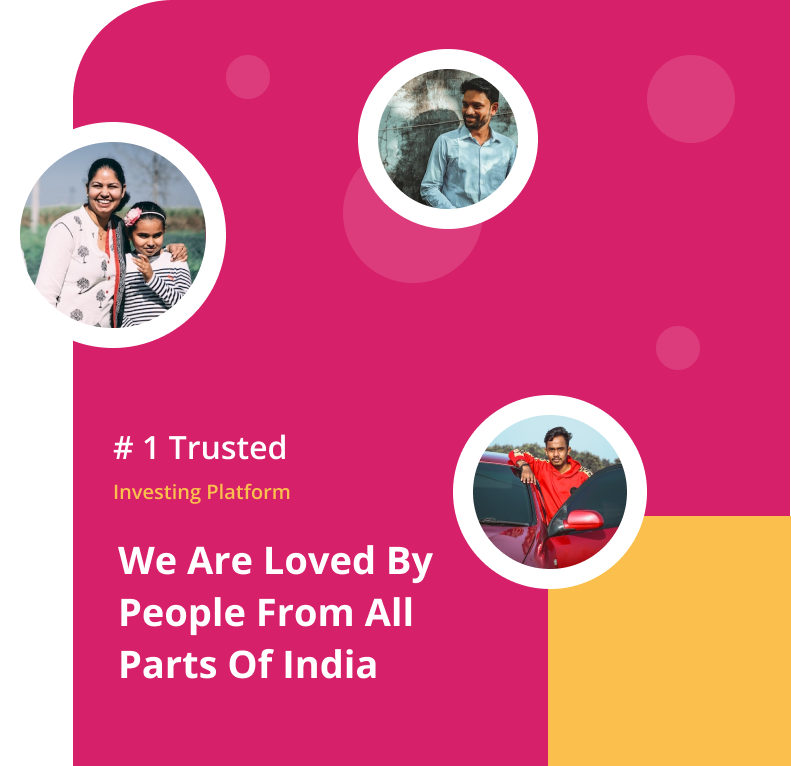 # 1 Trusted
Investing Platform
We Are Loved By
People From All
Parts Of India